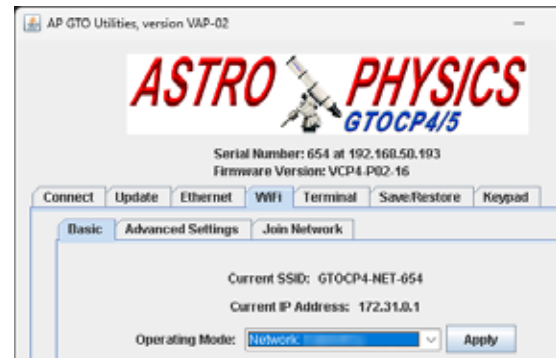 AP GTO Utilities, version VAP-02
ASTRO PHYSICS
GTOCP4/5
Serial Number: 654 at 192.168.50.193
Firmware Version: VCP4-P02-16
Connect Update Ethernet WiFi Terminal Save/Restore Keypad
Basic Advanced Settings Join Network
Current SSID: GTOCP4-NET-654
Current IP Address: 172.31.0.1
Operating Mode: Network: Apply